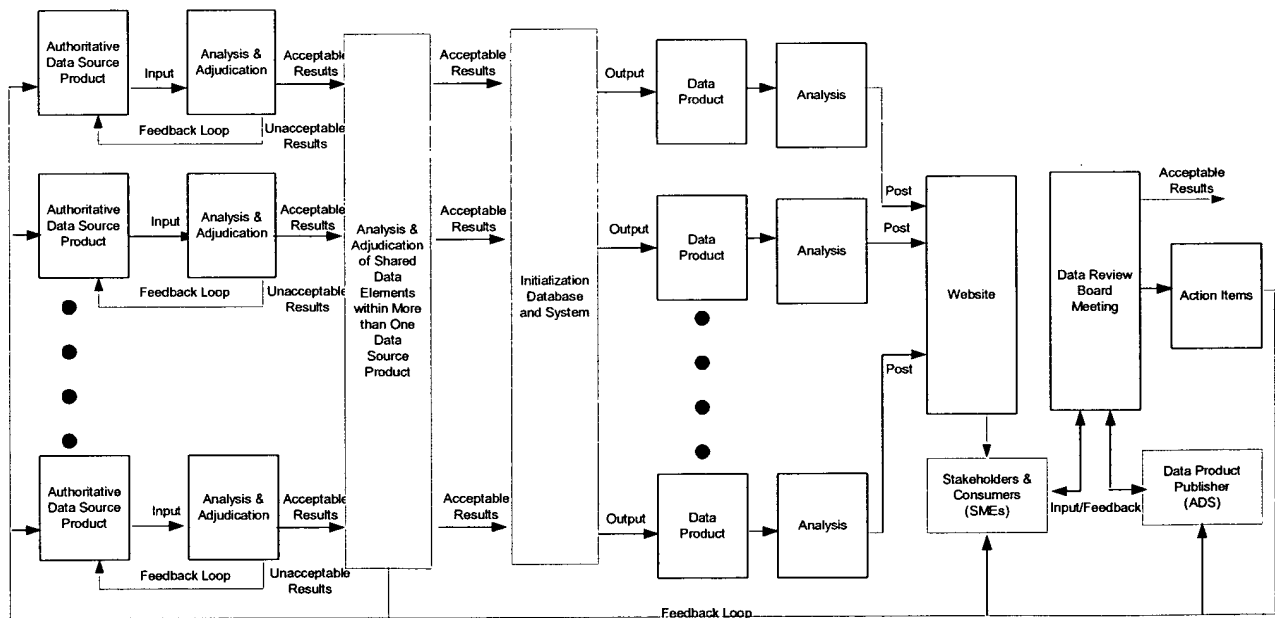 Authoritative
Data Source
Product
Input
Analysis &
Adjudication
Acceptable
Results
Feedback Loop
Unacceptable
Results
Authoritative
Data Source
Product
Input
Analysis &
Adjudication
Acceptable
Results
Feedback Loop
Unacceptable
Results
Authoritative
Data Source
Product
Input
Analysis &
Adjudication
Acceptable
Results
Feedback Loop
Unacceptable
Results
Analysis &
Adjudication
of Shared
Data
Elements
within More
than One
Data
Source
Product
Acceptable
Results
Acceptable
Results
Acceptable
Results
Initialization
Database
and System
Output
Data
Product
Analysis
Post
Output
Data
Product
Analysis
Post
Output
Data
Product
Analysis
Post
Website
Stakeholders &
Consumers
(SMEs)
Input/Feedback
Data Review
Board
Meeting
Acceptable
Results
Action Items
Data Product
Publisher
(ADS)
Feedback Loop